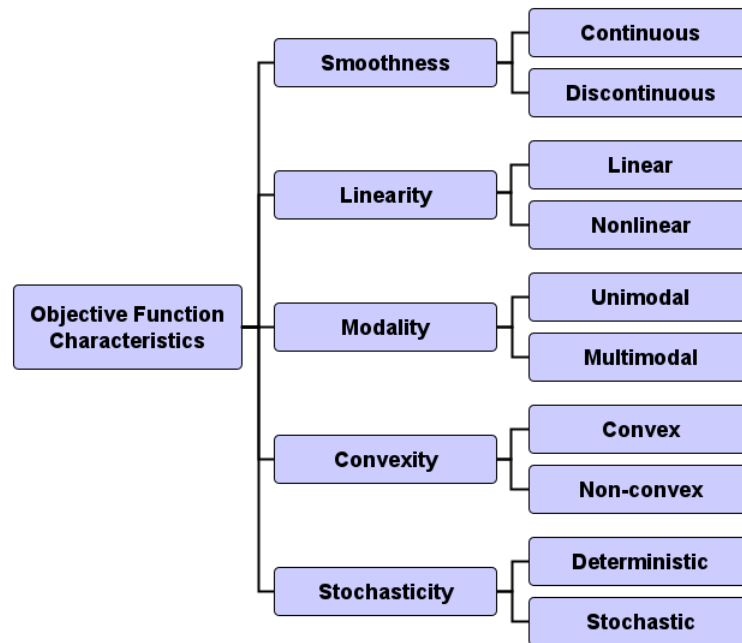 Objective Function
Characteristics
Smoothness
Continuous
Discontinuous
Linearity
Linear
Nonlinear
Modality
Unimodal
Multimodal
Convexity
Convex
Non-convex
Stochasticity
Deterministic
Stochastic